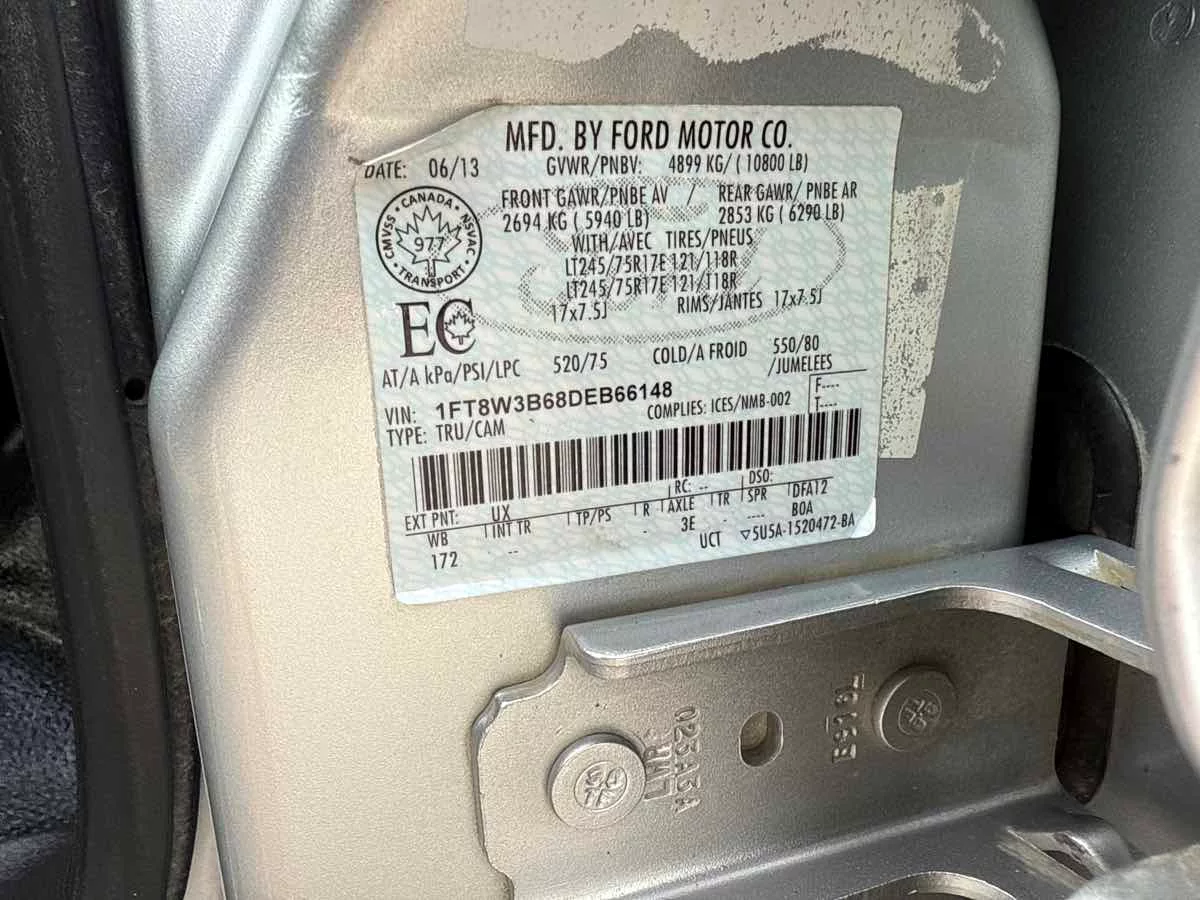 MFD. BY FORD MOTOR CO.
DATE: 06/13 GVWR/PNBV: 4899 KG/ ( 10800 LB)
FRONT GAWR/PNBE AV / REAR GAWR/ PNBE AR
2694 KG ( 5940 LB) 2853 KG ( 6290 LB)
WITH/AVEC TIRES/PNEUS
LT245/75R17E 121/118R
LT245/75R17E 121/118R
17x7.5J RIMS/JANTES 17x7.5J
CMVSS • CANADA • NSVAC • TRANSPORT •
977
EC
AT/A kPa/PSI/LPC 520/75 COLD/A FROID 550/80
/JUMELEES
VIN: 1FT8W3B68DEB66148
TYPE: TRU/CAM COMPLIES: ICES/NMB-002
F----
T----
EXT PNT: UX RC: -- DSO:
WB INT TR TP/PS R AXLE TR SPR DFA12
172 -- - 3E - ---- B0A
UCT ▽5U5A-1520472-BA
023A3A
LWR